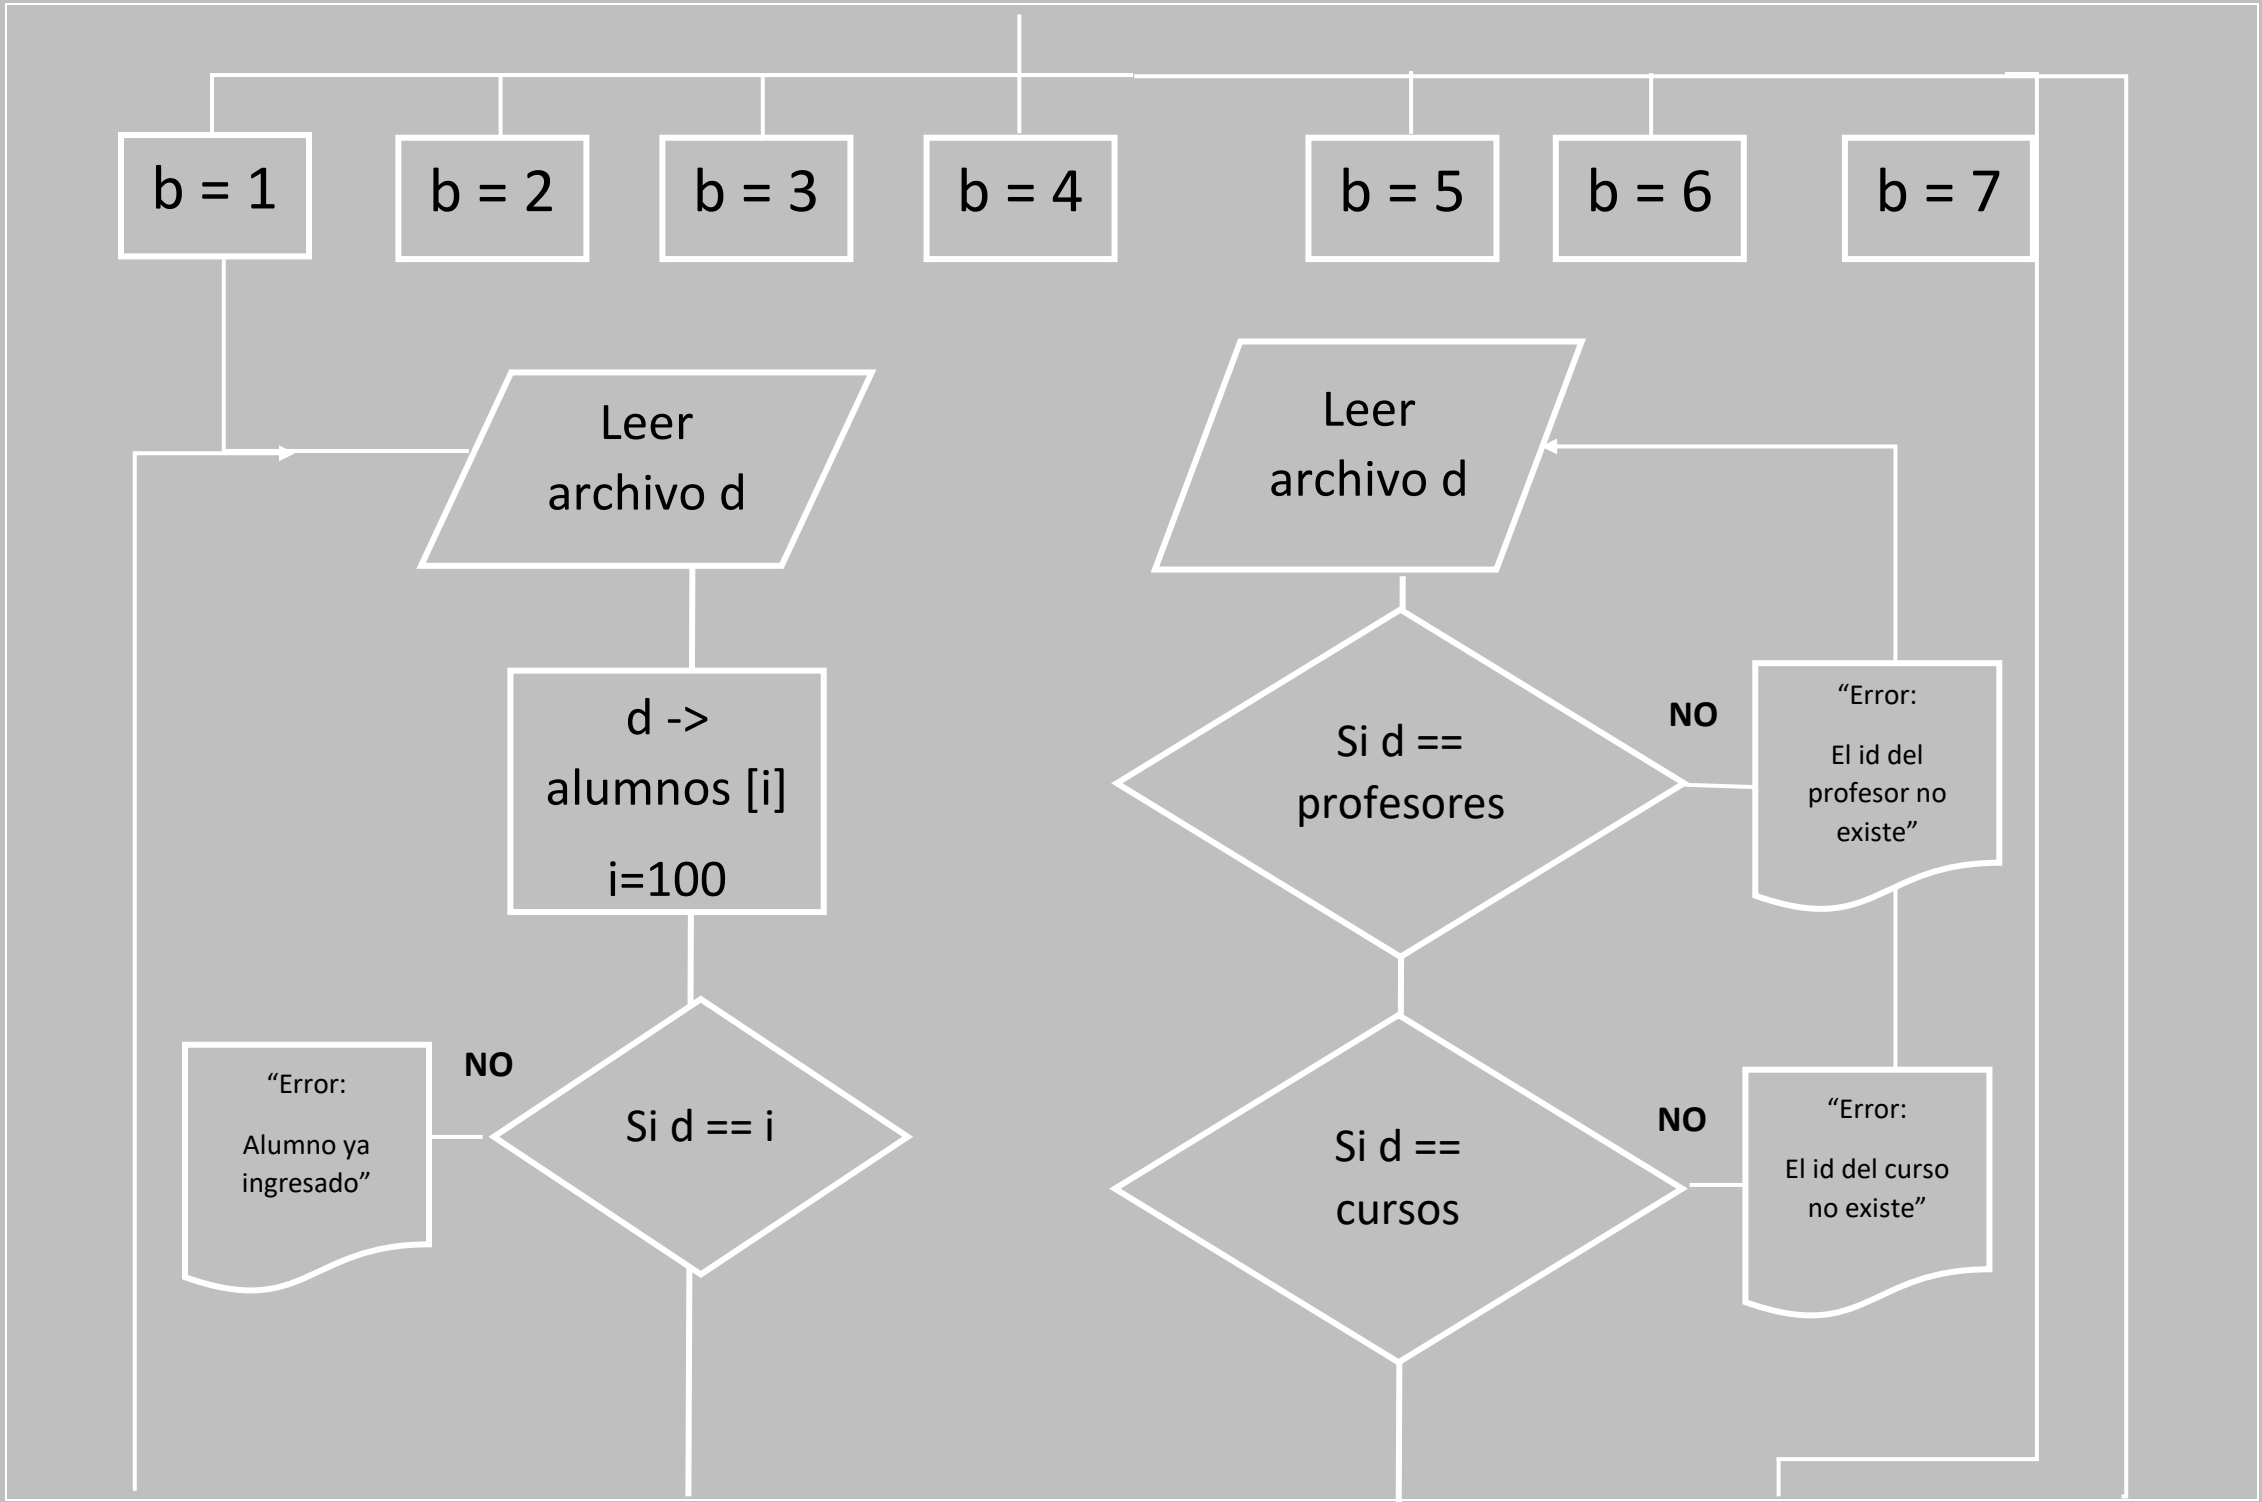 b = 1
b = 2
b = 3
b = 4
b = 5
b = 6
b = 7
Leer
archivo d
d ->
alumnos [i]
i=100
NO
Si d == i
“Error:
Alumno ya
ingresado”
Leer
archivo d
Si d ==
profesores
NO
“Error:
El id del
profesor no
existe”
Si d ==
cursos
NO
“Error:
El id del curso
no existe”